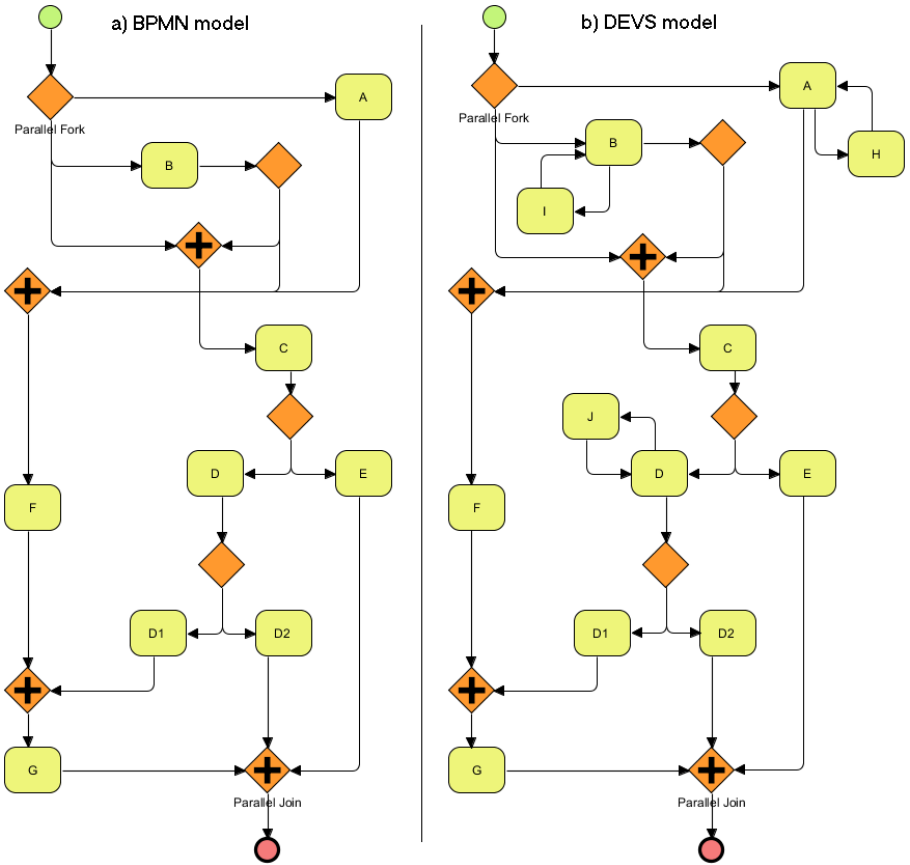 a) BPMN model
A
Parallel Fork
B
C
D
E
F
D1
D2
G
Parallel Join
b) DEVS model
A
Parallel Fork
B
H
I
C
J
D
E
F
D1
D2
G
Parallel Join